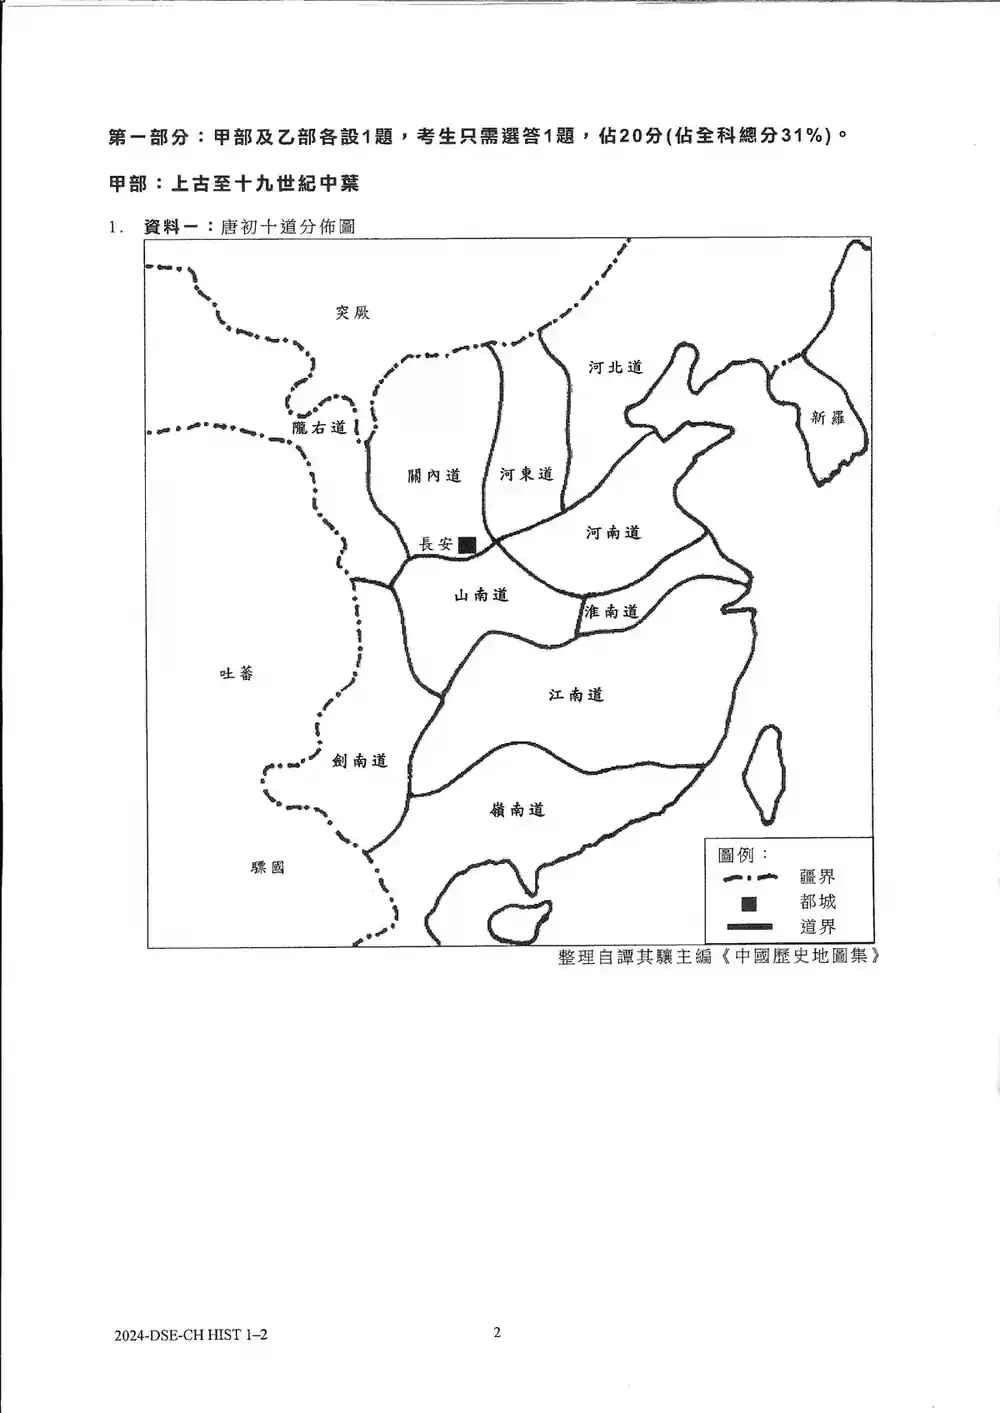 第一部分：甲部及乙部各設1題，考生只需選答1題，佔20分(佔全科總分31%)。
甲部：上古至十九世紀中葉
1. 資料一：唐初十道分佈圖
突厥
河北道
新羅
隴右道
關內道
河東道
河南道
長安
山南道
淮南道
吐蕃
江南道
劍南道
嶺南道
驃國
圖例：
疆界
都城
道界
整理自譚其驤主編《中國歷史地圖集》
2024-DSE-CH HIST 1–2
2